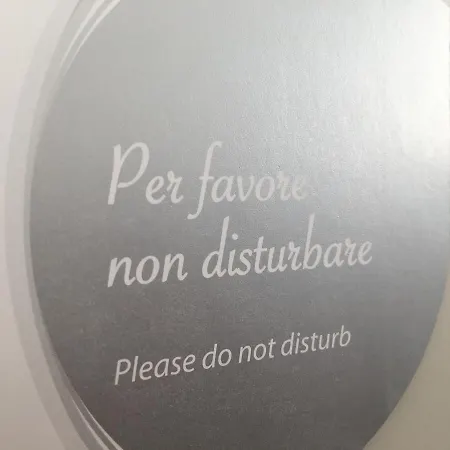 Per favore
non disturbare
Please do not disturb